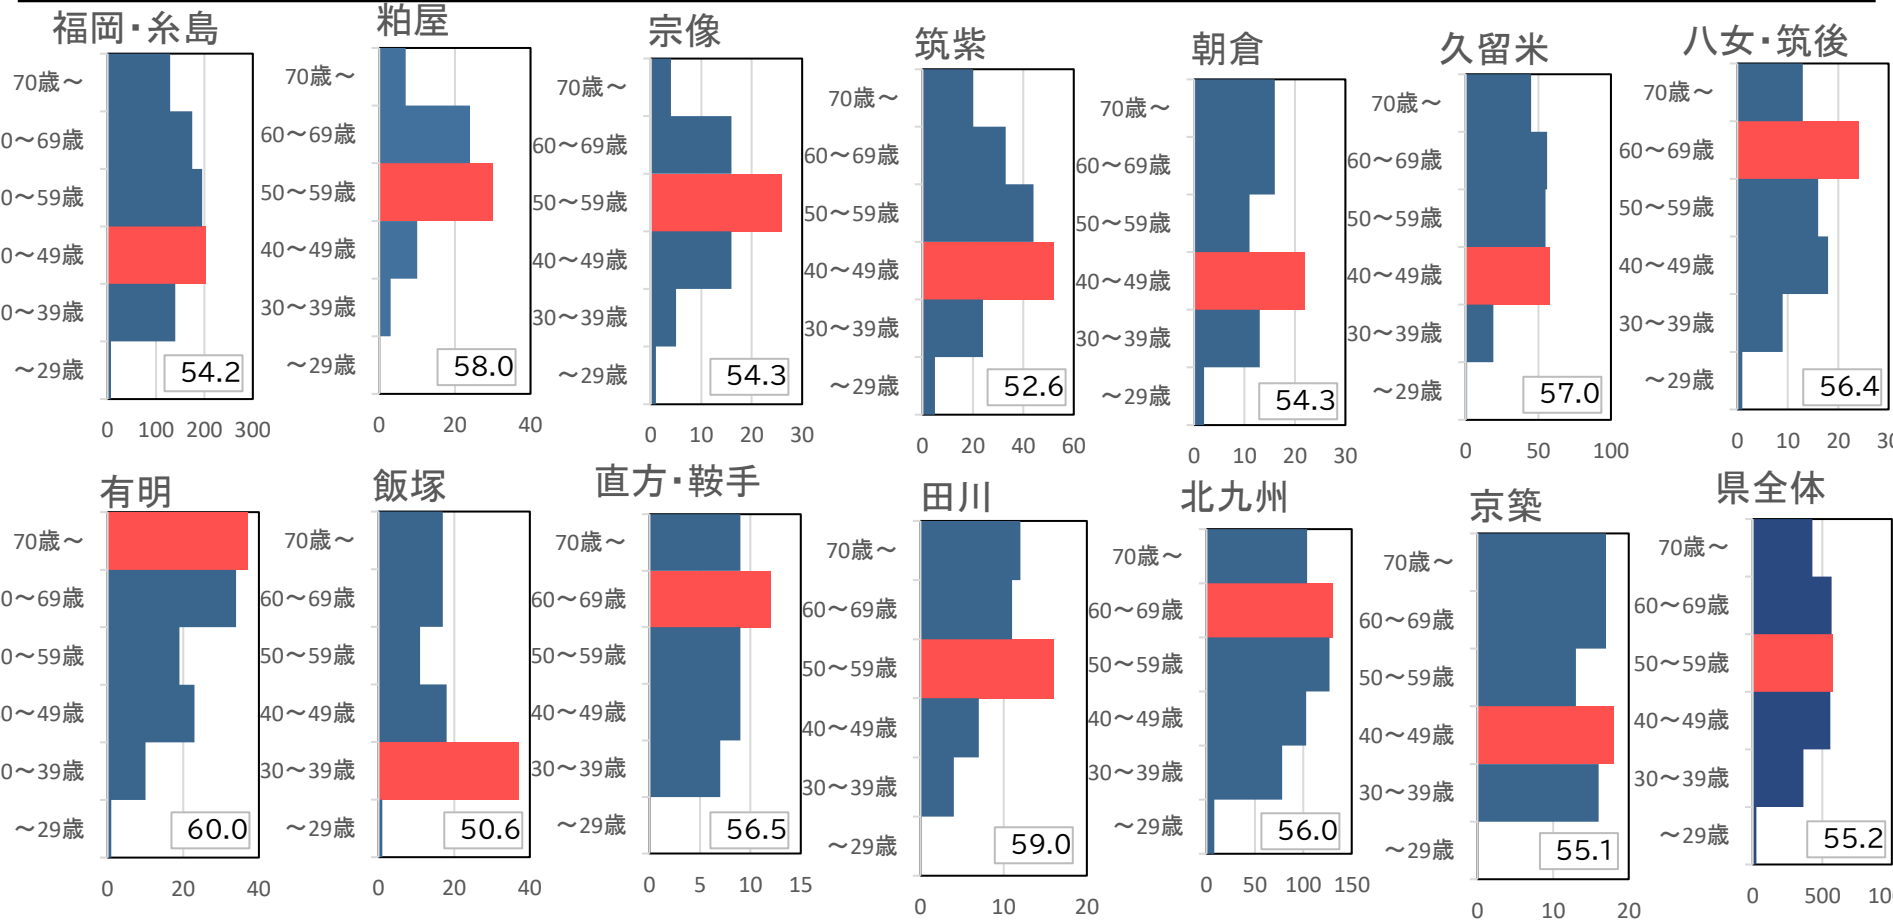 福岡・糸島
70歳～
0～69歳
0～59歳
0～49歳
0～39歳
～29歳
54.2
0 100 200 300
粕屋
70歳～
60～69歳
50～59歳
40～49歳
30～39歳
～29歳
58.0
0 20 40
宗像
70歳～
60～69歳
50～59歳
40～49歳
30～39歳
～29歳
54.3
0 10 20 30
筑紫
70歳～
60～69歳
50～59歳
40～49歳
30～39歳
～29歳
52.6
0 20 40 60
朝倉
70歳～
60～69歳
50～59歳
40～49歳
30～39歳
～29歳
54.3
0 10 20 30
久留米
70歳～
60～69歳
50～59歳
40～49歳
30～39歳
～29歳
57.0
0 50 100
八女・筑後
70歳～
60～69歳
50～59歳
40～49歳
30～39歳
～29歳
56.4
0 10 20 30
有明
70歳～
0～69歳
0～59歳
0～49歳
0～39歳
～29歳
60.0
0 20 40
飯塚
70歳～
60～69歳
50～59歳
40～49歳
30～39歳
～29歳
50.6
0 20 40
直方・鞍手
70歳～
60～69歳
50～59歳
40～49歳
30～39歳
～29歳
56.5
0 5 10 15
田川
70歳～
60～69歳
50～59歳
40～49歳
30～39歳
～29歳
59.0
0 10 20
北九州
70歳～
60～69歳
50～59歳
40～49歳
30～39歳
～29歳
56.0
0 50 100 150
京築
70歳～
60～69歳
50～59歳
40～49歳
30～39歳
～29歳
55.1
0 10 20
県全体
70歳～
60～69歳
50～59歳
40～49歳
30～39歳
～29歳
55.2
0 500